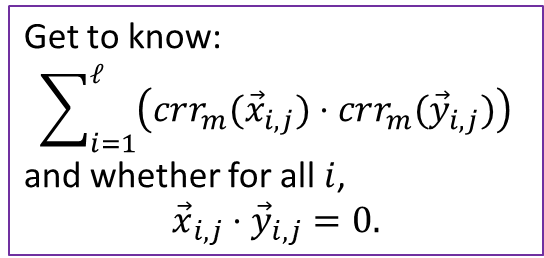 Get to know:
∑_{i=1}^{ℓ} (crr_m(x⃗_{i,j}) · crr_m(y⃗_{i,j}))
and whether for all i,
x⃗_{i,j} · y⃗_{i,j} = 0.